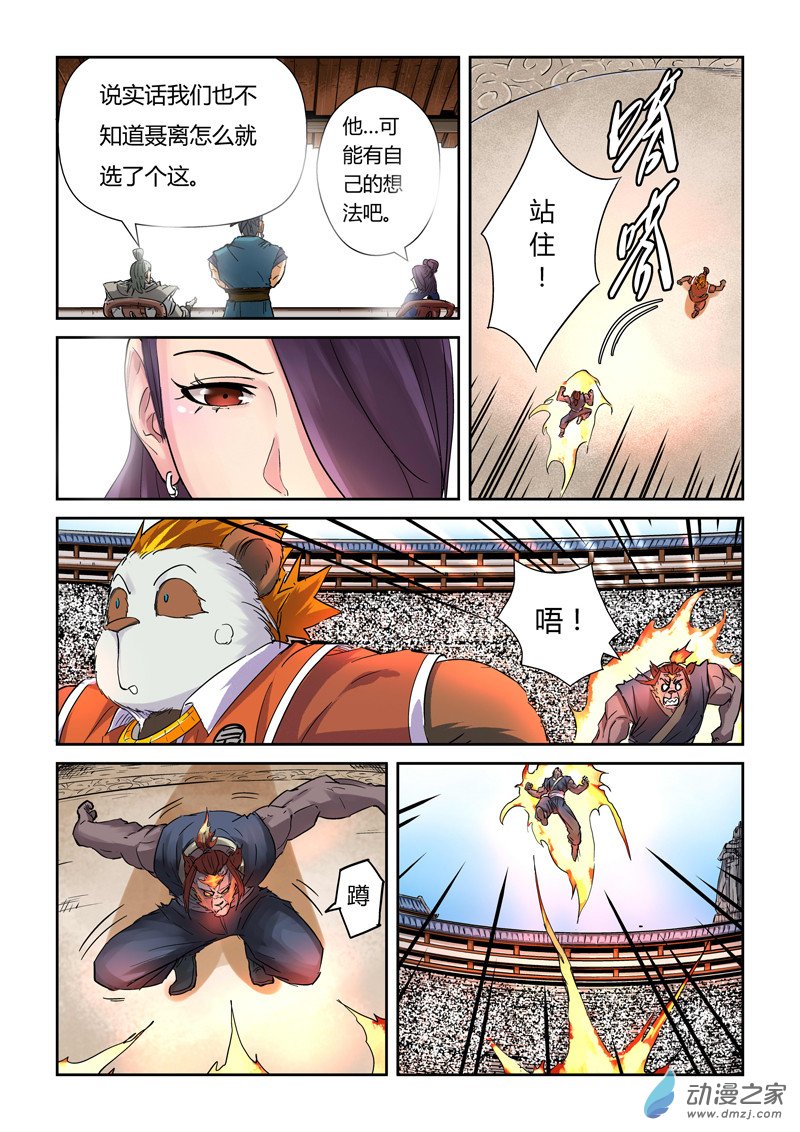 说实话我们也不
知道聂离怎么就
选了个这。
他…可
能有自
己的想
法吧。
嗒
嗒
站
住
！
唔！
蹲
动漫之家
www.dmzj.com